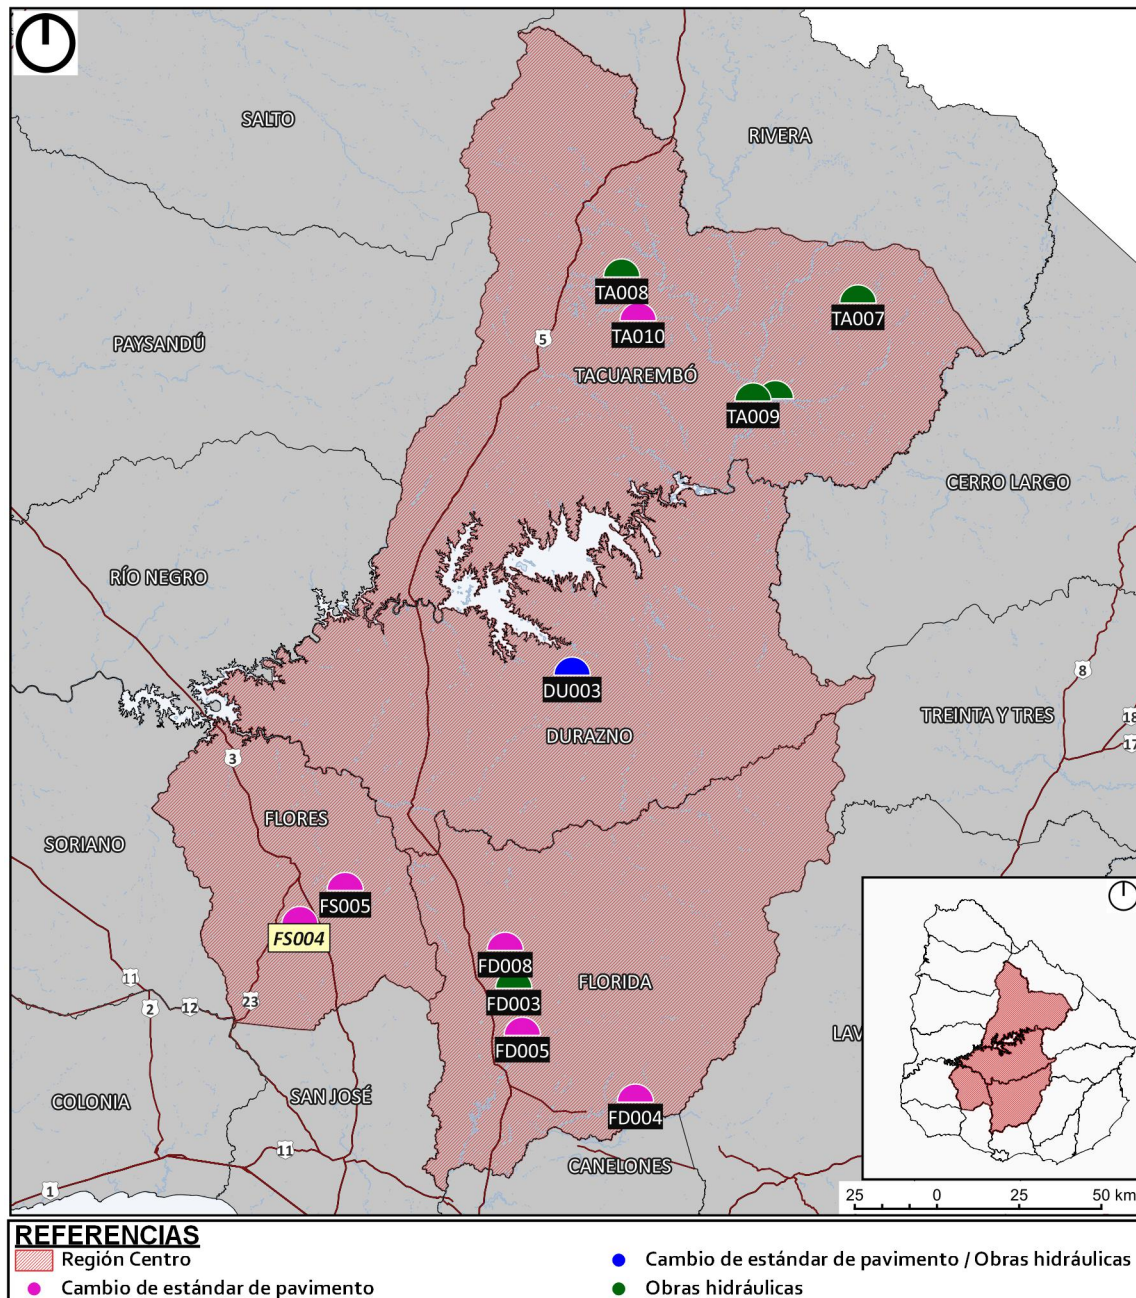 SALTO
RIVERA
TA008
TA007
TA010
5
PAYSANDÚ
TACUAREMBÓ
TA009
CERRO LARGO
RÍO NEGRO
8
DU003
TREINTA Y TRES
18
DURAZNO
17
3
FLORES
SORIANO
FS005
FS004
FD008
11
FLORIDA
23
FD003
2
12
LAV
FD005
SAN JOSÉ
COLONIA
FD004
11
CANELONES
1
25 0 25 50 km
REFERENCIAS
Región Centro
Cambio de estándar de pavimento / Obras hidráulicas
Cambio de estándar de pavimento
Obras hidráulicas